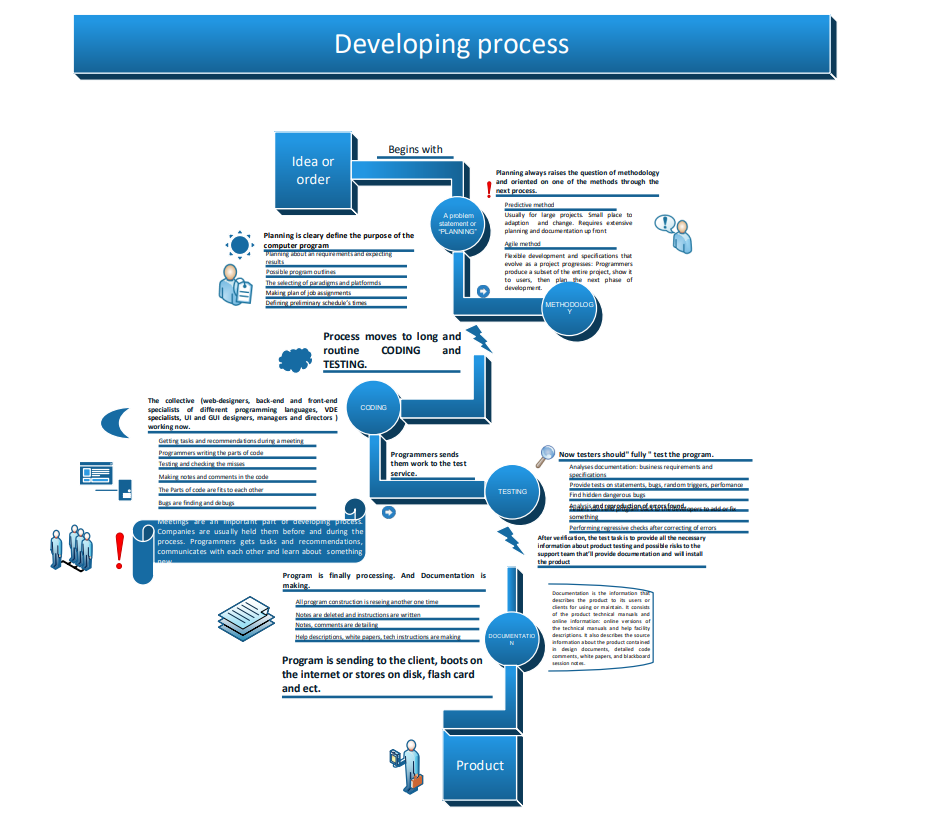 Developing process
Idea or
order
Begins with
A problem
statement or
"PLANNING"
Planning always raises the question of methodology
and oriented on one of the methods through the
next process.
Predictive method
Usually for large projects. Small place to
adaption and change. Requires extensive
planning and documentation up front
Agile method
Flexible development and specifications that
evolve as a project progresses: Programmers
produce a subset of the entire project, show it
to users, then plan the next phase of
development.
Planning is cleary define the purpose of the
computer program
Planning about an requirements and expecting
results
Possible program outlines
The selecting of paradigms and platforms
Making plan of job assignments
Defining preliminary schedule's times
METHODOLOG
Y
Process moves to long and
routine CODING and
TESTING.
CODING
The collective (web-designers, back-end and front-end
specialists of different programming languages, VDE
specialists, UI and GUI designers, managers and directors )
working now.
Getting tasks and recommendations during a meeting
Programmers writing the parts of code
Testing and checking the misses
Making notes and comments in the code
The Parts of code are fits to each other
Bugs are finding and debugs
Programmers sends
them work to the test
service.
TESTING
Now testers should" fully " test the program.
Analyses documentation: business requirements and
specifications
Provide tests on statements, bugs, random triggers, perfomance
Find hidden dangerous bugs
Analysis and reproduction of errors found
something
Performing regressive checks after correcting of errors
After verification, the test task is to provide all the necessary
information about product testing and possible risks to the
support team that'll provide documentation and will install
the product
Meetings are an important part of developing process.
Companies are usually held them before and during the
process. Programmers gets tasks and recommendations,
communicates with each other and learn about something
new.
Program is finally processing. And Documentation is
making.
All program construction is reseing another one time
Notes are deleted and instructions are written
Notes, comments are detailing
Help descriptions, white papers, tech instructions are making
DOCUMENTATIO
N
Documentation is the information that
describes the product to its users or
clients for using or maintain. It consists
of the product technical manuals and
online information: online versions of
the technical manuals and help facility
descriptions. It also describes the source
information about the product contained
in design documents, detailed code
comments, white papers, and blackboard
session notes.
Program is sending to the client, boots on
the internet or stores on disk, flash card
and ect.
Product